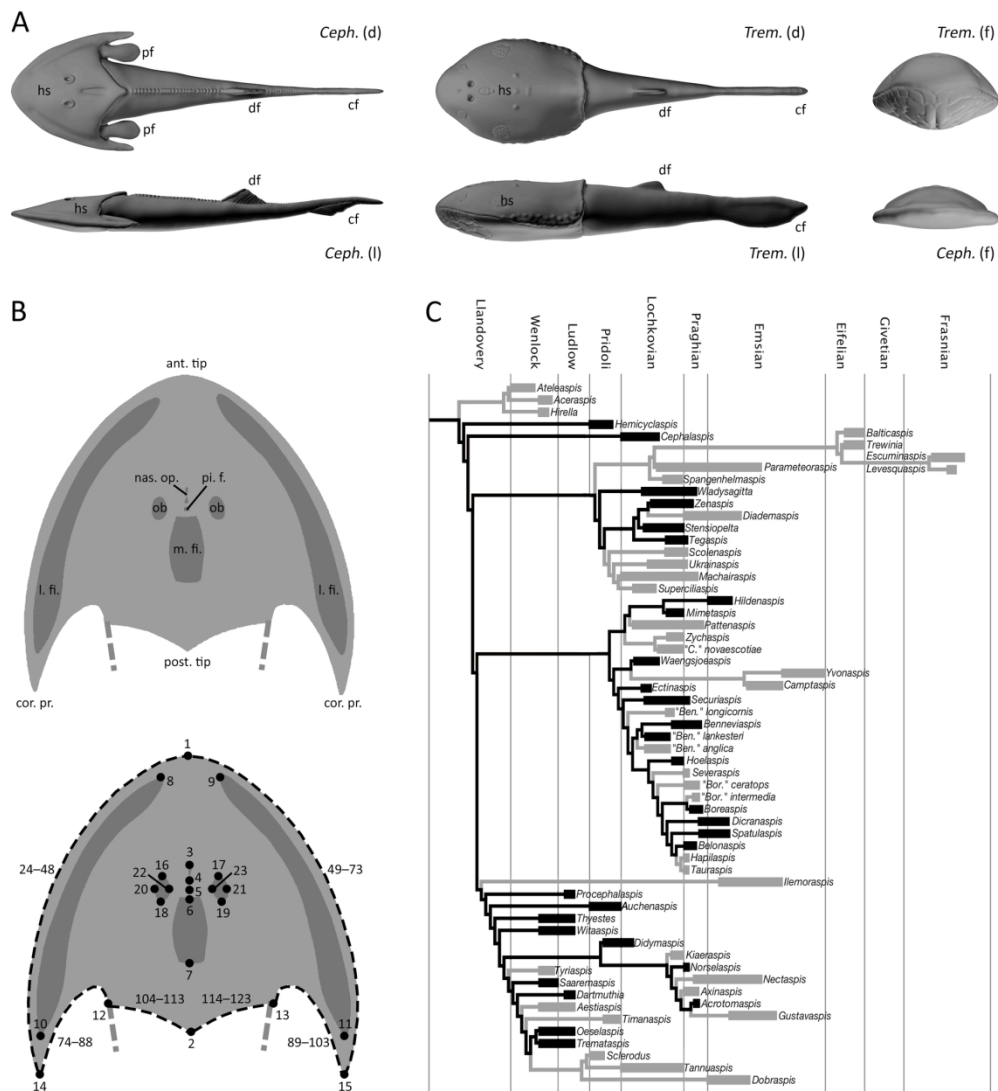 A
Ceph. (d)
pf
hs
df
cf
pf
Trem. (d)
hs
df
cf
Trem. (f)
df
hs
cf
Ceph. (l)
df
hs
cf
Trem. (l)
Ceph. (f)
B
ant. tip
nas. op.
pi. f.
ob
ob
m. fi.
l. fi.
l. fi.
post. tip
cor. pr.
cor. pr.
1
8
9
3
24–48
49–73
16
17
22
4
23
20
5
21
18
6
19
7
104–113
114–123
10
12
13
11
74–88
2
89–103
14
15
C
Llandovery
Wenlock
Ludlow
Pridoli
Lochkovian
Praghian
Emsian
Eifelian
Givetian
Frasnian
Ateleaspis
Aceraspis
Hirella
Hemicyclaspis
Cephalaspis
Balticaspis
Trewinia
Escuminaspis
Levesquaspis
Parameteoraspis
Spangenhelmaspis
Wladysagitta
Zenaspis
Diademaspis
Stensiopelta
Tegaspis
Scolenaspis
Ukrainaspis
Machairaspis
Superciliaspis
Hildenaspis
Mimetaspis
Pattenaspis
Zychaspis
"C." novaescotiae
Waengsjoeaspis
Yvonaspis
Camptaspis
Ectinaspis
Securiaspis
"Ben." longicornis
Benneviaspis
"Ben." lankesteri
"Ben." anglica
Hoelaspis
Severaspis
"Bor." ceratops
"Bor." intermedia
Boreaspis
Dicranaspis
Spatulaspis
Belonaspis
Hapilaspis
Tauraspis
Ilemoraspis
Procephalaspis
Auchenaspis
Thyestes
Witaaspis
Didymaspis
Kiaeraspis
Norselaspis
Nectaspis
Axinaspis
Acrotomaspis
Gustavaspis
Tyriaspis
Saaremaspis
Dartmuthia
Aestiaspis
Timanaspis
Oeselaspis
Tremataspis
Sclerodus
Tannuaspis
Dobraspis